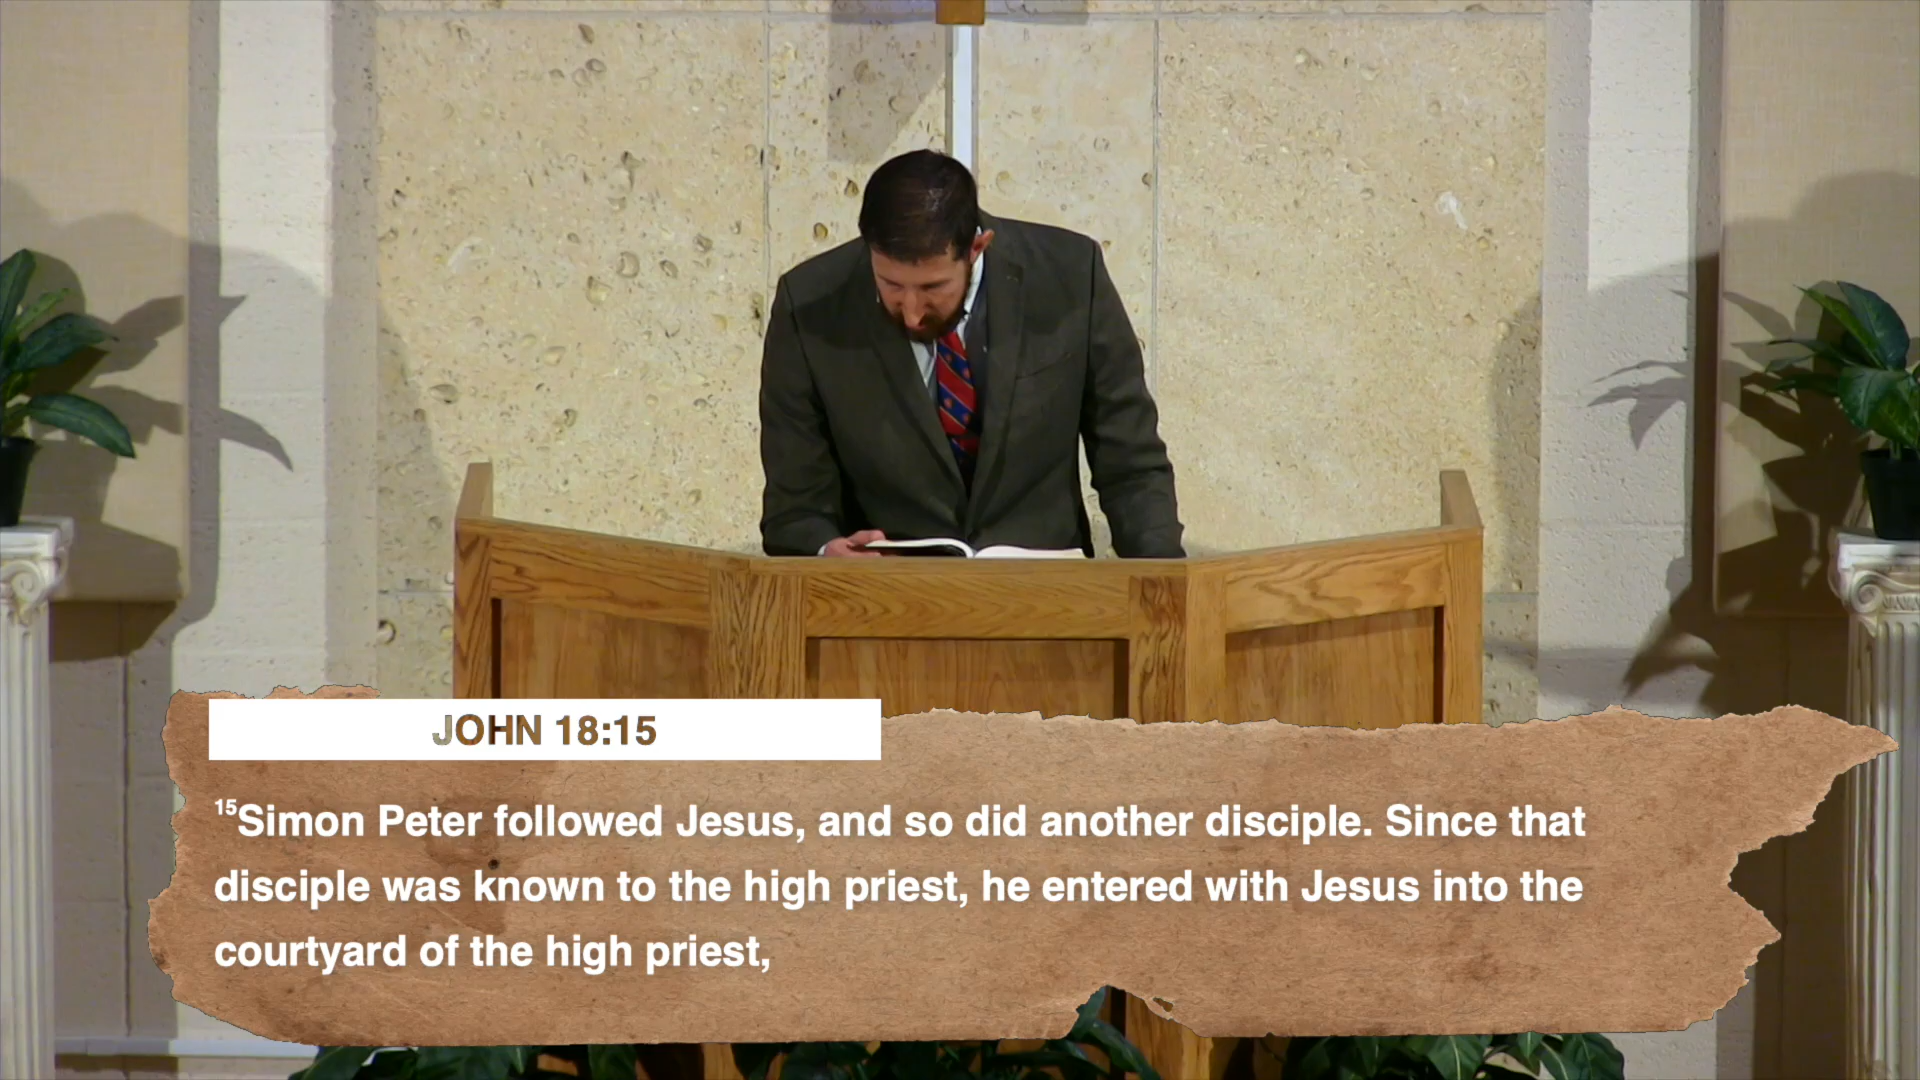 JOHN 18:15
¹⁵Simon Peter followed Jesus, and so did another disciple. Since that
disciple was known to the high priest, he entered with Jesus into the
courtyard of the high priest,